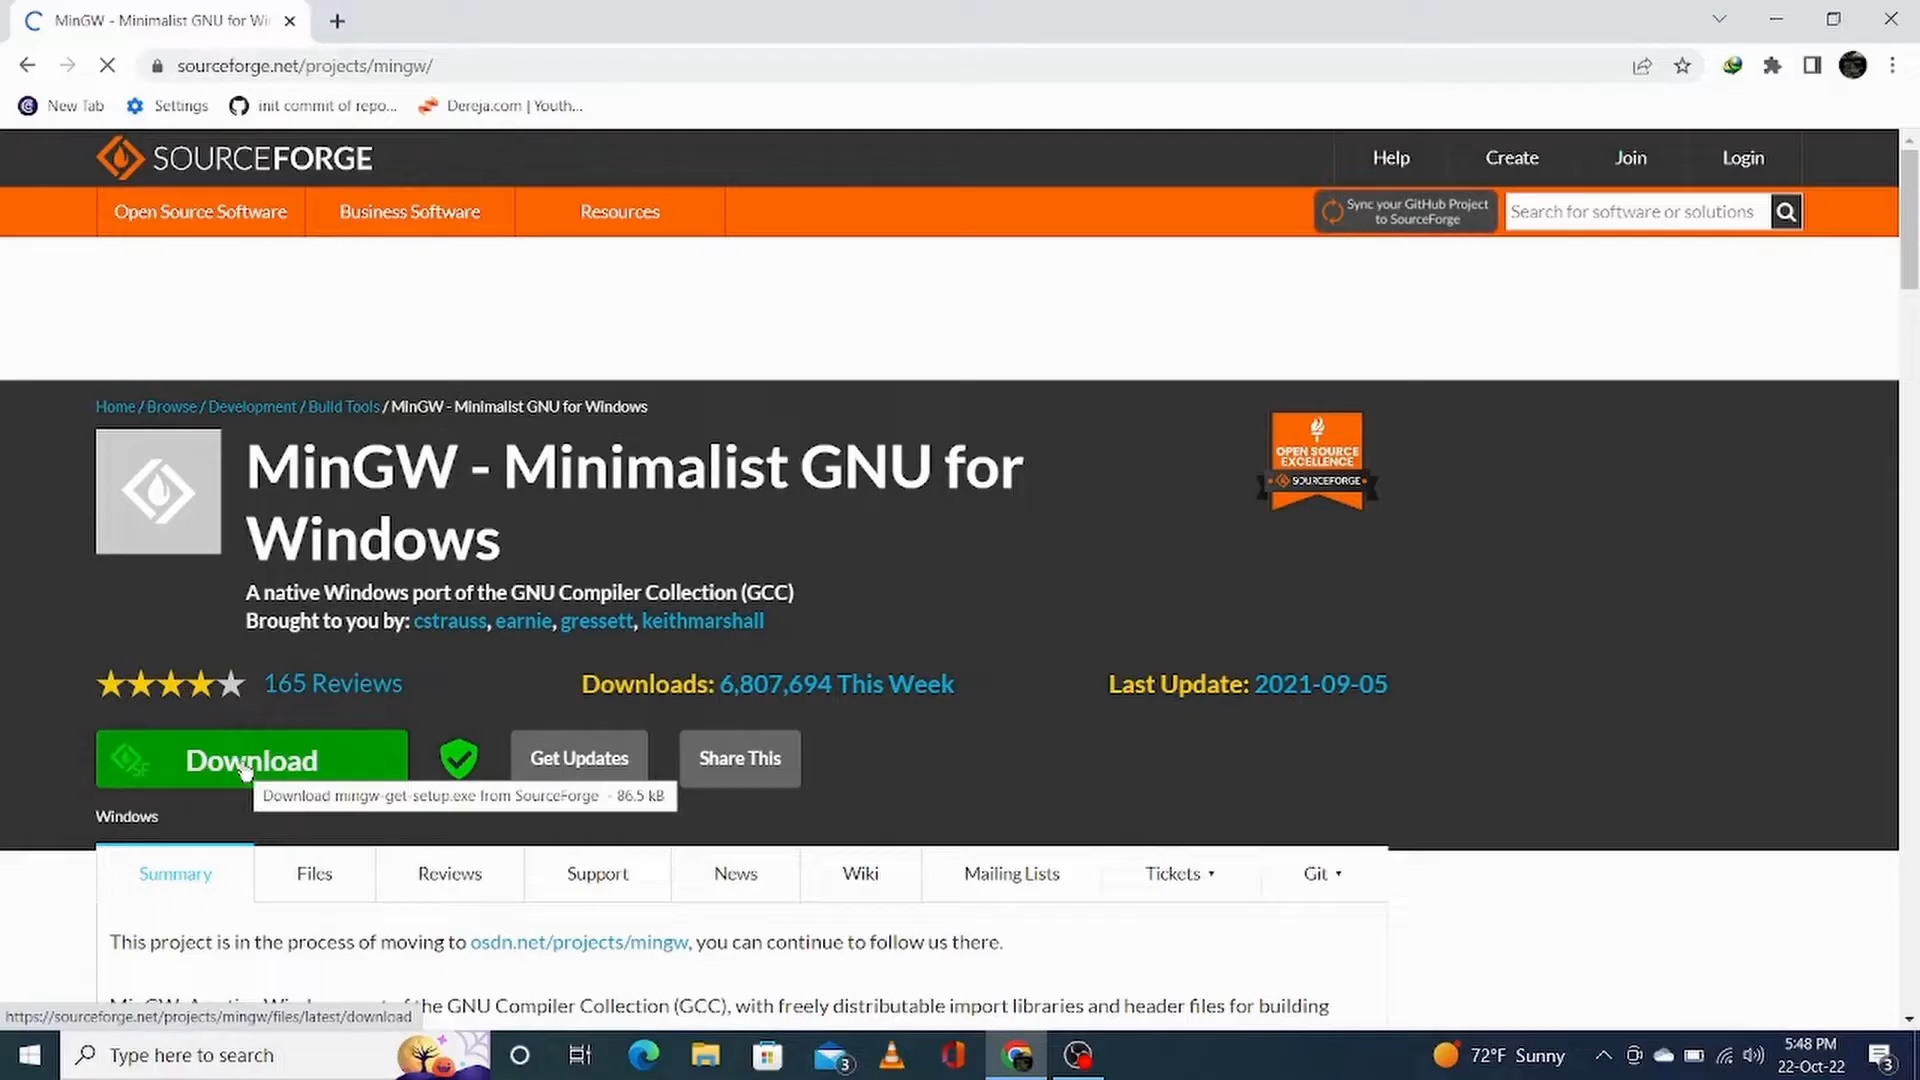 MinGW - Minimalist GNU for Wi
sourceforge.net/projects/mingw/
New Tab
Settings
init commit of repo...
Dereja.com | Youth...
SOURCEFORGE
Help
Create
Join
Login
Open Source Software
Business Software
Resources
Sync your GitHub Project
to SourceForge
Search for software or solutions
Home / Browse / Development / Build Tools / MinGW - Minimalist GNU for Windows
MinGW - Minimalist GNU for
Windows
OPEN SOURCE
EXCELLENCE
SOURCEFORGE
A native Windows port of the GNU Compiler Collection (GCC)
Brought to you by: cstrauss, earnie, gressett, keithmarshall
165 Reviews
Downloads: 6,807,694 This Week
Last Update: 2021-09-05
SF
Download
Get Updates
Share This
Download mingw-get-setup.exe from SourceForge - 86.5 kB
Windows
Summary
Files
Reviews
Support
News
Wiki
Mailing Lists
Tickets
Git
This project is in the process of moving to osdn.net/projects/mingw, you can continue to follow us there.
the GNU Compiler Collection (GCC), with freely distributable import libraries and header files for building
https://sourceforge.net/projects/mingw/files/latest/download
Type here to search
3
72°F Sunny
5:48 PM
22-Oct-22
3